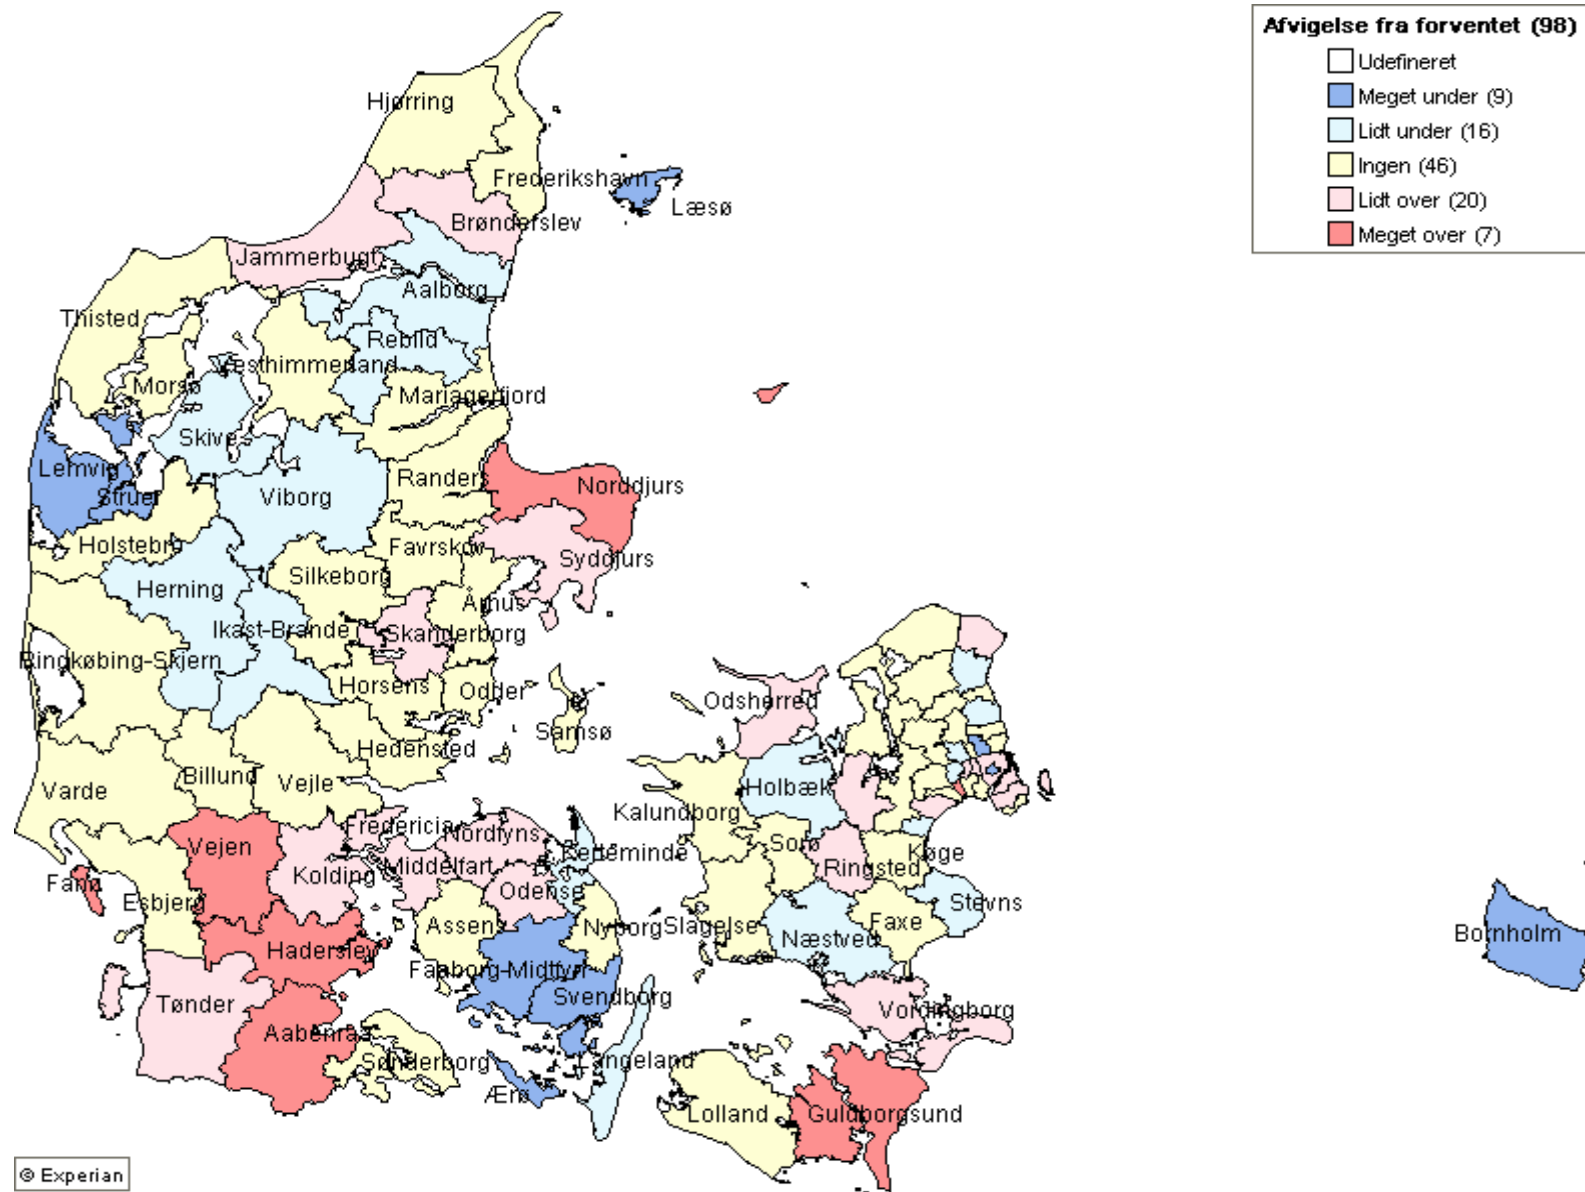 Afvigelse fra forventet (98)
Udefineret
Meget under (9)
Lidt under (16)
Ingen (46)
Lidt over (20)
Meget over (7)
Hjørring
Frederikshavn
Læsø
Brønderslev
Jammerbugt
Aalborg
Thisted
Rebild
Vesthimmerland
Morsø
Mariagerfjord
Skive
Lemvig
Randers
Struer
Viborg
Norddjurs
Holstebro
Favrskov
Syddjurs
Silkeborg
Herning
Århus
Ikast-Brande
Skanderborg
Ringkøbing-Skjern
Horsens
Odder
Odsherred
Samsø
Hedensted
Billund
Vejle
Varde
Holbæk
Kalundborg
Fredericia
Nordfyns
Vejen
Sorø
Kerteminde
Køge
Middelfart
Ringsted
Kolding
Fanø
Odense
Esbjerg
Stevns
Assens
Nyborg
Slagelse
Faxe
Næstved
Bornholm
Haderslev
Faaborg-Midtfyn
Svendborg
Tønder
Vordingborg
Aabenraa
Sønderborg
Langeland
Ærø
Lolland
Guldborgsund
© Experian